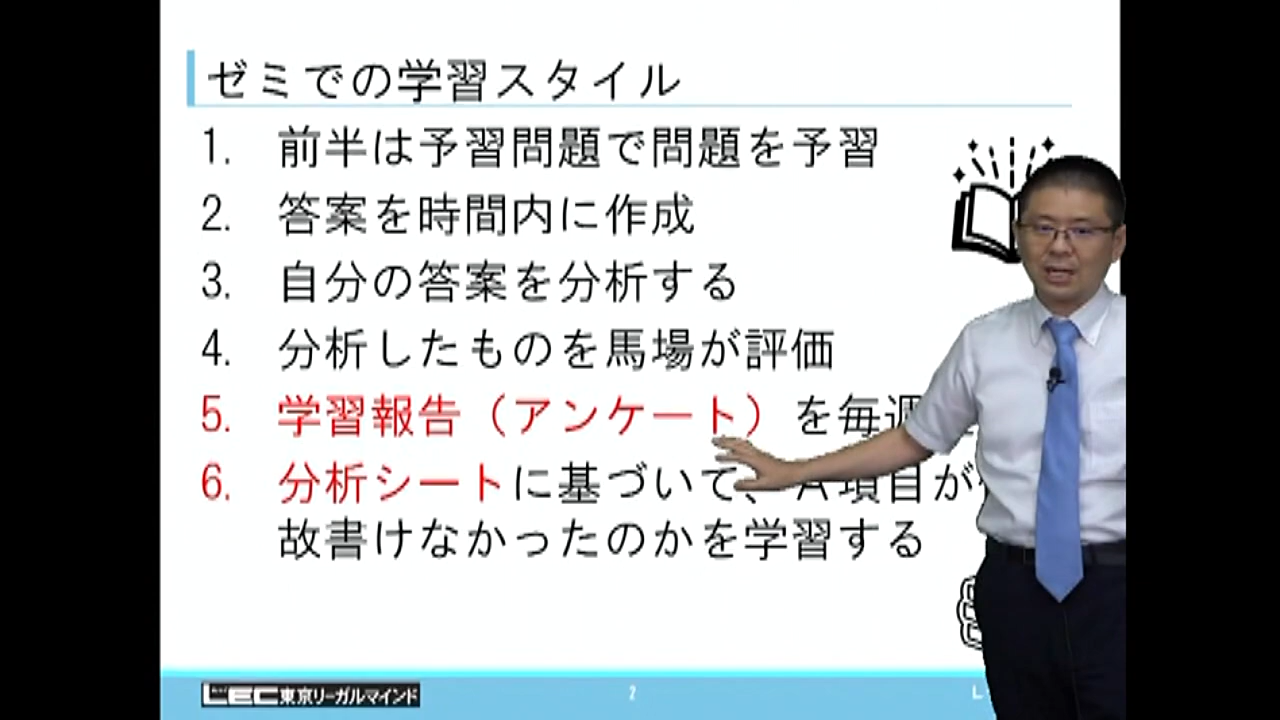 ゼミでの学習スタイル
1. 前半は予習問題で問題を予習
2. 答案を時間内に作成
3. 自分の答案を分析する
4. 分析したものを馬場が評価
5. 学習報告（アンケート）を毎週
6. 分析シートに基づいて、A項目が
故書けなかったのかを学習する
LEC東京リーガルマインド
2
L